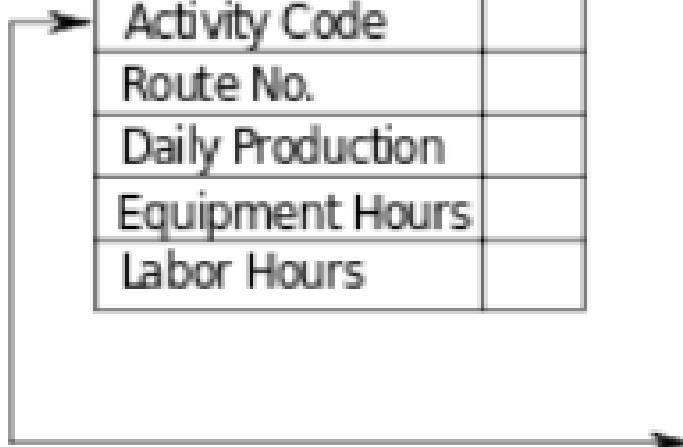 Activity Code
Route No.
Daily Production
Equipment Hours
Labor Hours